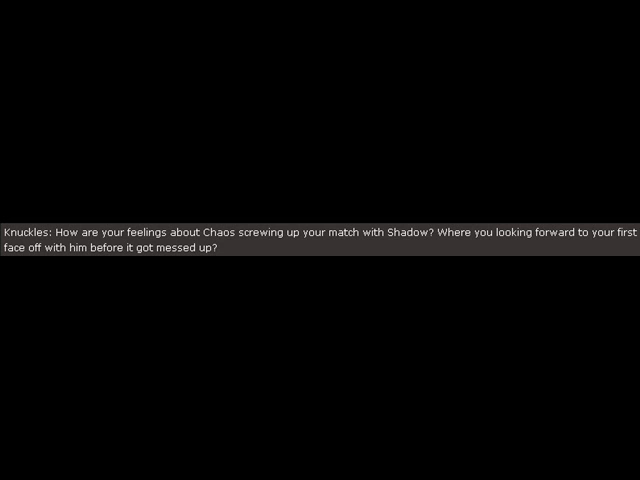 Knuckles: How are your feelings about Chaos screwing up your match with Shadow? Where you looking forward to your first
face off with him before it got messed up?